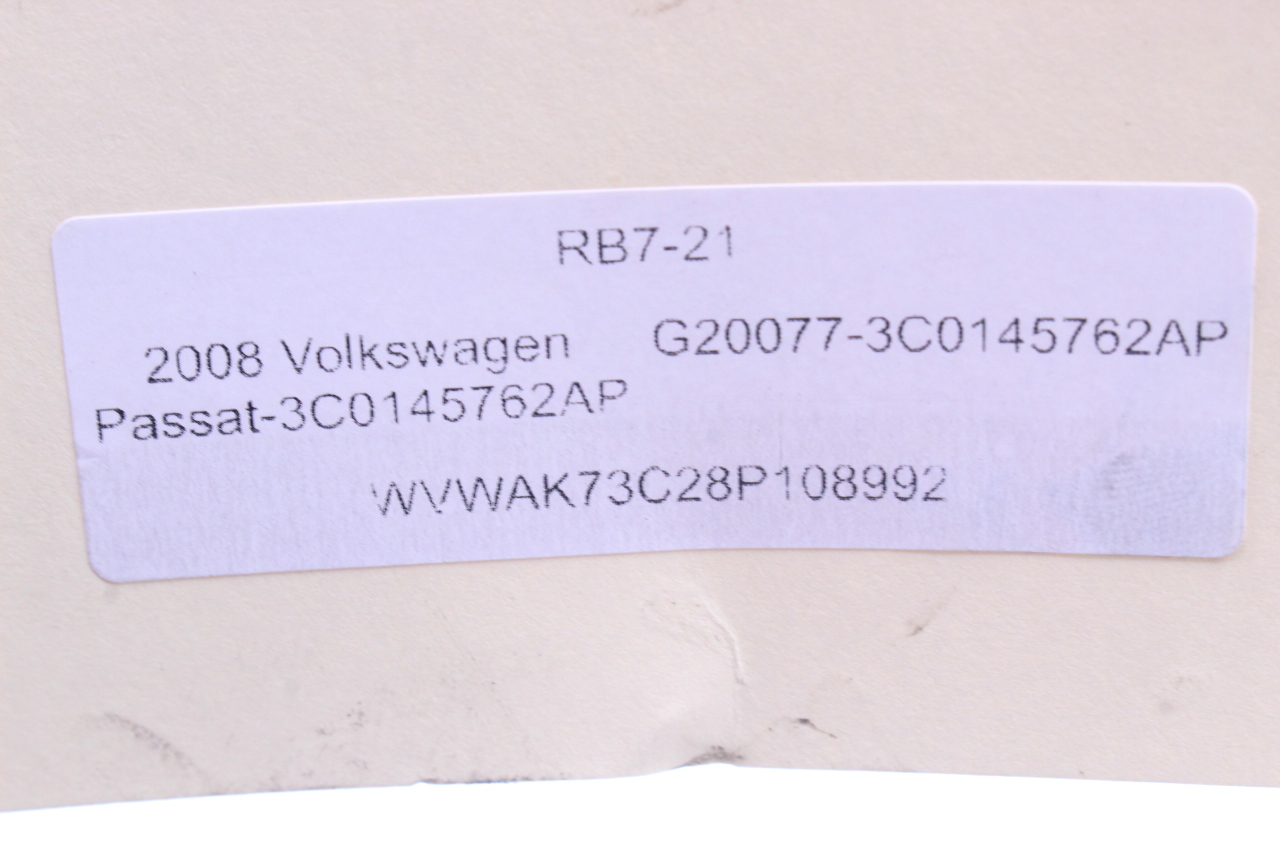 RB7-21
2008 Volkswagen G20077-3C0145762AP
Passat-3C0145762AP
WVWAK73C28P108992